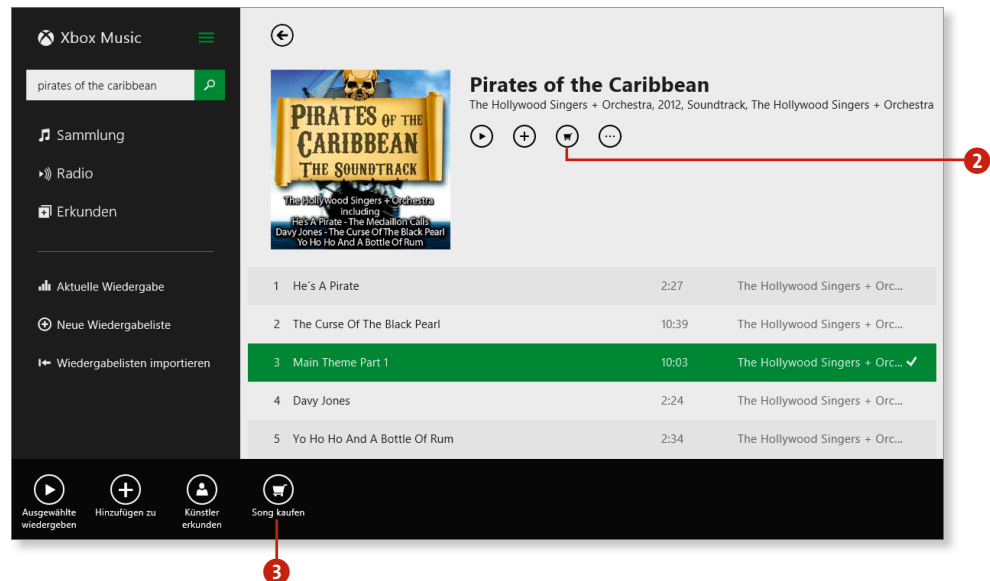 Xbox Music
pirates of the caribbean
Sammlung
Radio
Erkunden
Aktuelle Wiedergabe
Neue Wiedergabeliste
Wiedergabelisten importieren
PIRATES OF THE
CARIBBEAN
THE SOUNDTRACK
The Hollywood Singers + Orchestra
including
He's A Pirate - The Medaillon Calls
Davy Jones - The Curse Of The Black Pearl
Yo Ho Ho And A Bottle Of Rum
Pirates of the Caribbean
The Hollywood Singers + Orchestra, 2012, Soundtrack, The Hollywood Singers + Orchestra
2
1 He´s A Pirate 2:27 The Hollywood Singers + Orc...
2 The Curse Of The Black Pearl 10:39 The Hollywood Singers + Orc...
3 Main Theme Part 1 10:03 The Hollywood Singers + Orc...
4 Davy Jones 2:24 The Hollywood Singers + Orc...
5 Yo Ho Ho And A Bottle Of Rum 2:34 The Hollywood Singers + Orc...
Ausgewählte
wiedergeben
Hinzufügen zu
Künstler
erkunden
Song kaufen
3